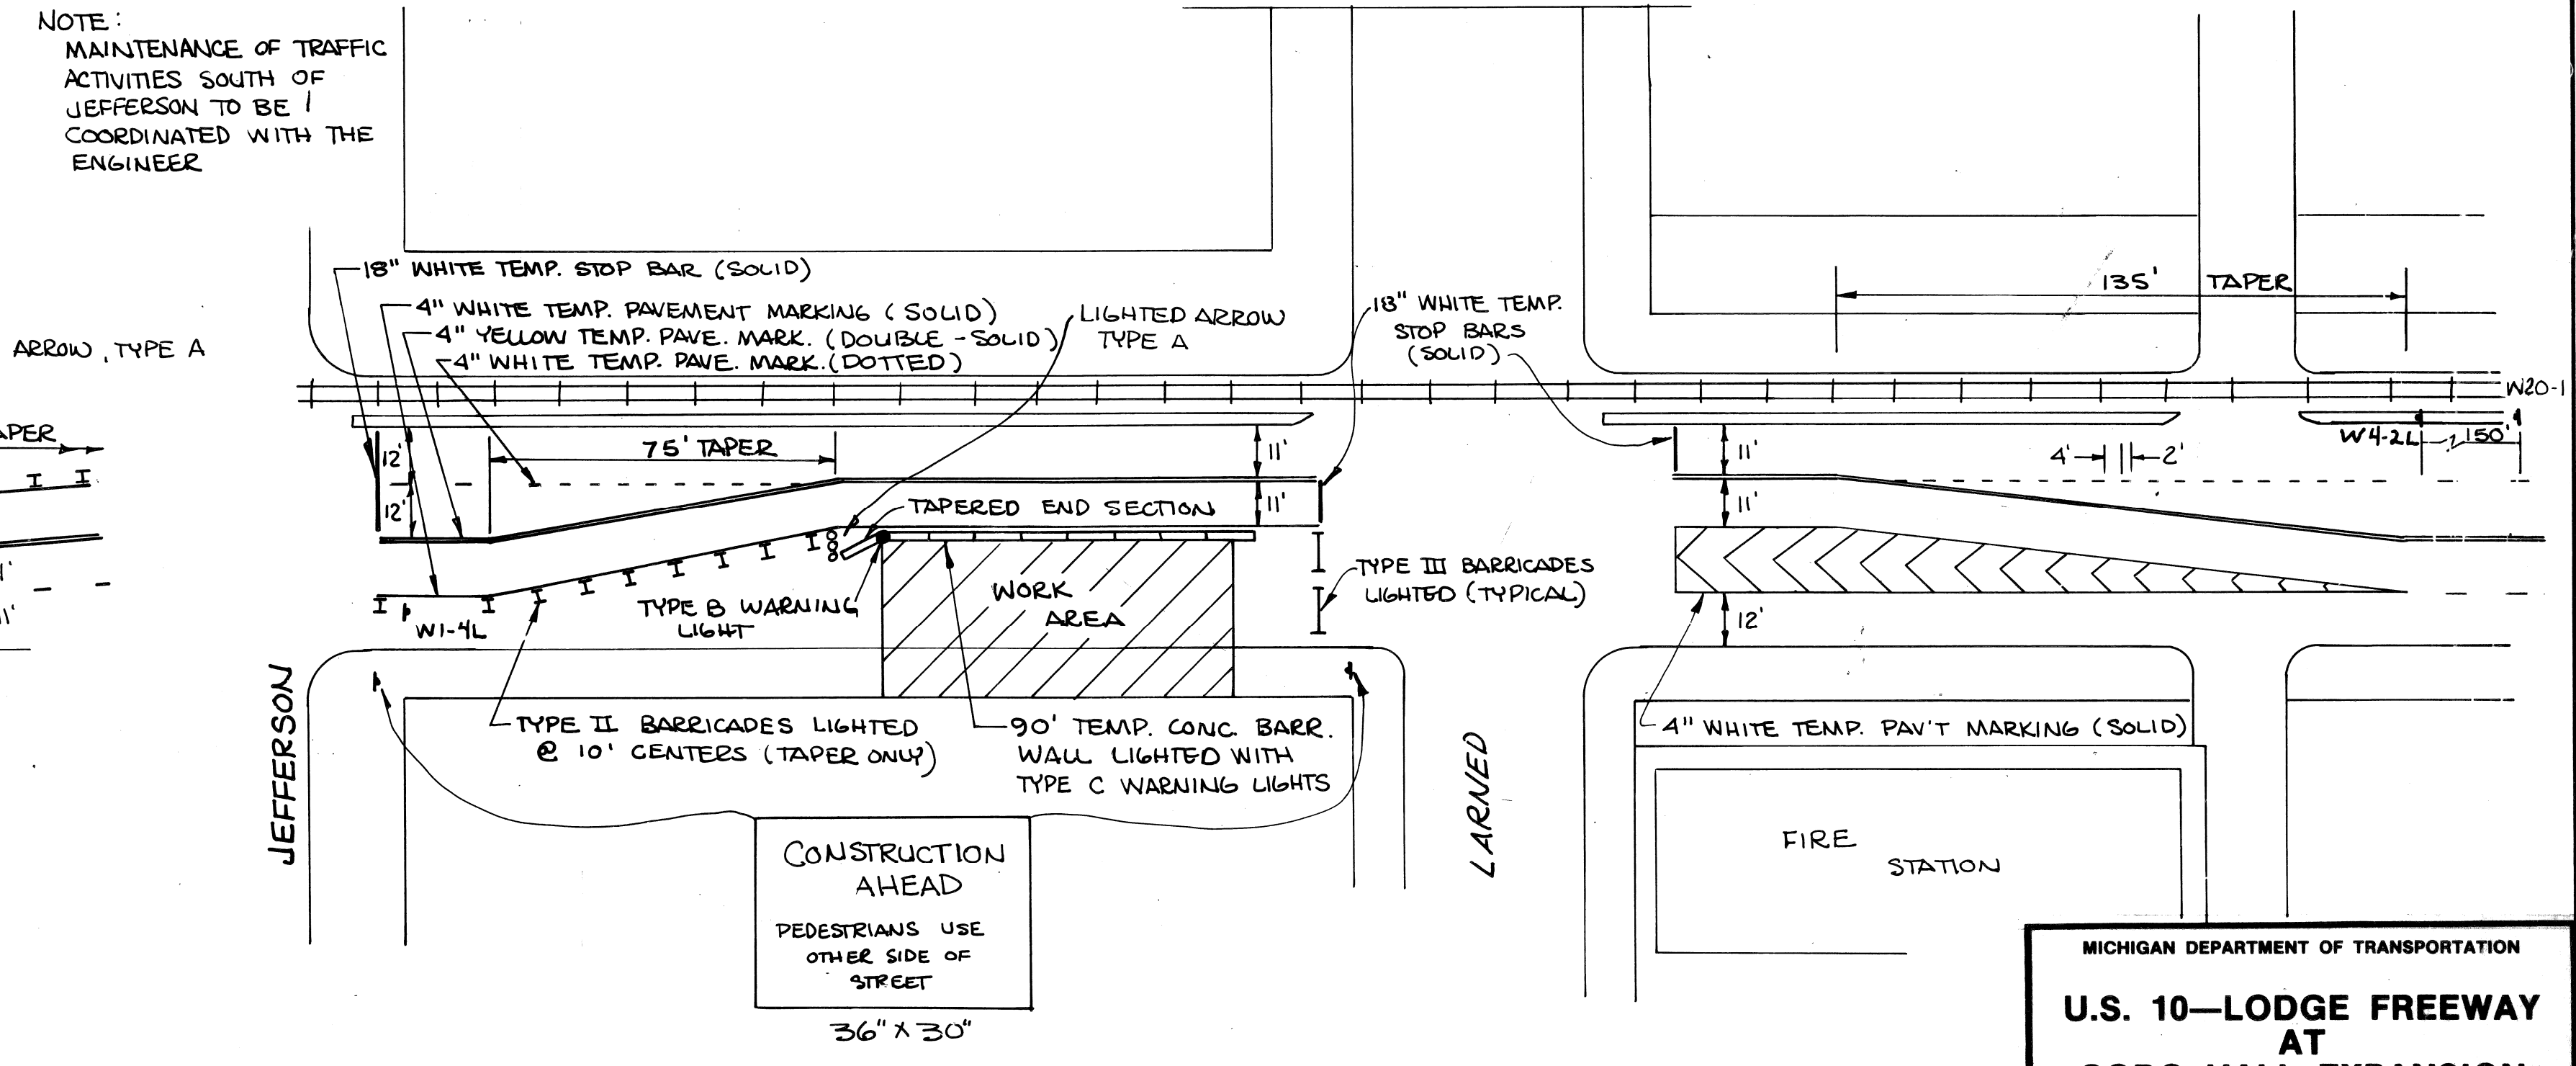 NOTE:
MAINTENANCE OF TRAFFIC
ACTIVITIES SOUTH OF
JEFFERSON TO BE
COORDINATED WITH THE
ENGINEER
18" WHITE TEMP. STOP BAR (SOLID)
4" WHITE TEMP. PAVEMENT MARKING (SOLID)
4" YELLOW TEMP. PAVE. MARK. (DOUBLE-SOLID)
4" WHITE TEMP. PAVE. MARK. (DOTTED)
LIGHTED ARROW
TYPE A
18" WHITE TEMP.
STOP BARS
(SOLID)
135' TAPER
ARROW, TYPE A
W20-1
TAPER
12'
75' TAPER
11'
11'
4' 2'
W4-2L 150'
12'
TAPERED END SECTION
11'
11'
11'
WORK
AREA
TYPE III BARRICADES
LIGHTED (TYPICAL)
TYPE B WARNING
LIGHT
W1-4L
12'
JEFFERSON
TYPE II BARRICADES LIGHTED
@ 10' CENTERS (TAPER ONLY)
90' TEMP. CONC. BARR.
WALL LIGHTED WITH
TYPE C WARNING LIGHTS
LARNED
4" WHITE TEMP. PAV'T MARKING (SOLID)
FIRE
STATION
CONSTRUCTION
AHEAD
PEDESTRIANS USE
OTHER SIDE OF
STREET
36" X 30"
MICHIGAN DEPARTMENT OF TRANSPORTATION
U.S. 10—LODGE FREEWAY
AT
COBO HALL EXPANSION